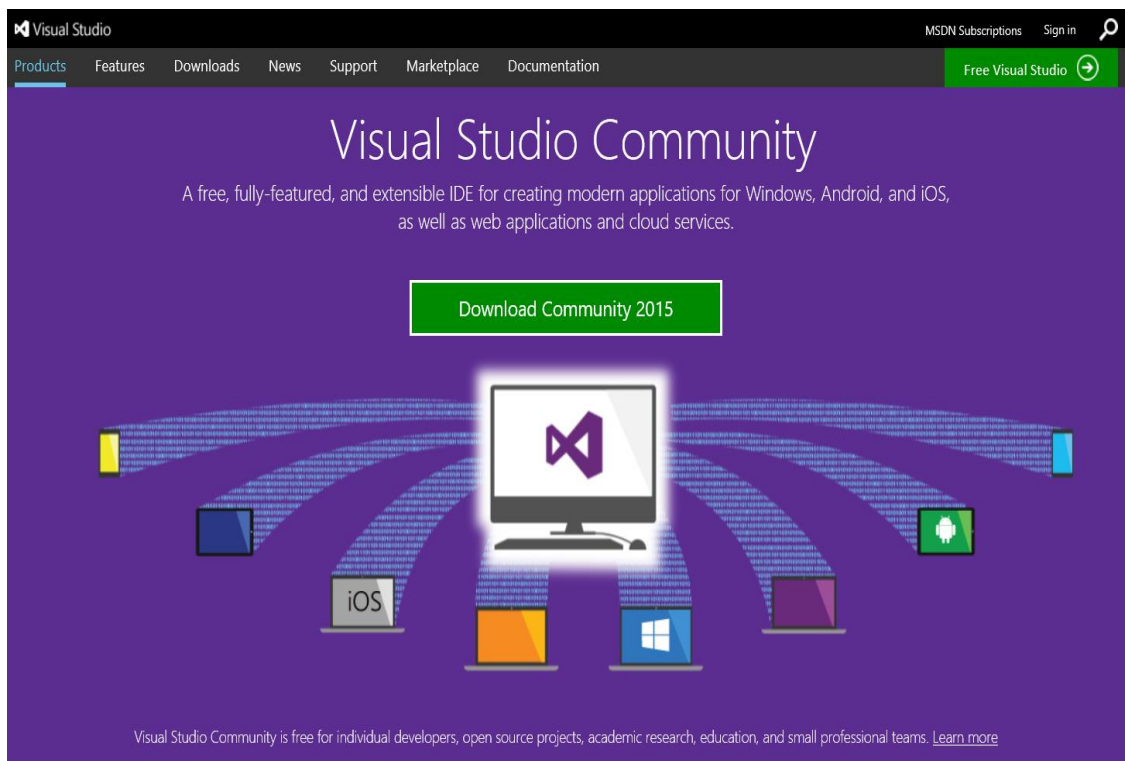 Visual Studio
MSDN Subscriptions Sign in
Products Features Downloads News Support Marketplace Documentation
Free Visual Studio
Visual Studio Community
A free, fully-featured, and extensible IDE for creating modern applications for Windows, Android, and iOS,
as well as web applications and cloud services.
Download Community 2015
iOS
Visual Studio Community is free for individual developers, open source projects, academic research, education, and small professional teams. Learn more